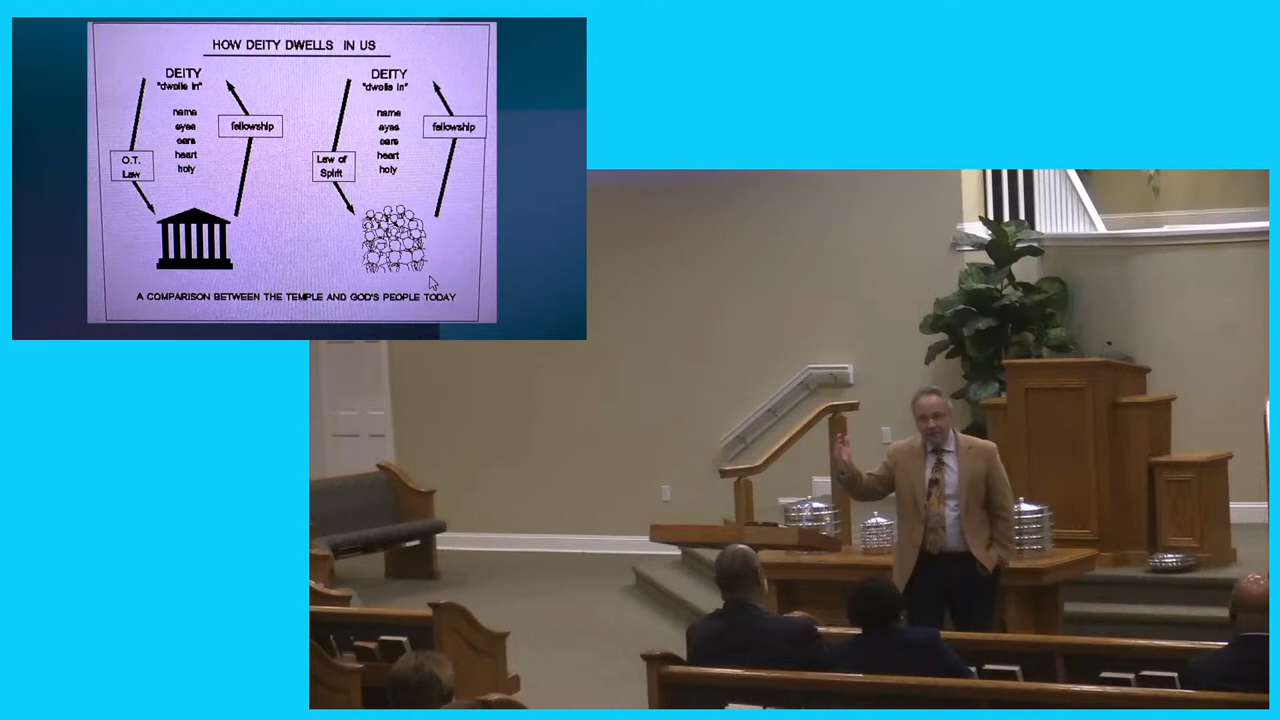 HOW DEITY DWELLS IN US
DEITY
"dwells in"
name
eyes
ears
heart
holy
O.T.
Law
fellowship
DEITY
"dwells in"
name
eyes
ears
heart
holy
Law of
Spirit
fellowship
A COMPARISON BETWEEN THE TEMPLE AND GOD'S PEOPLE TODAY